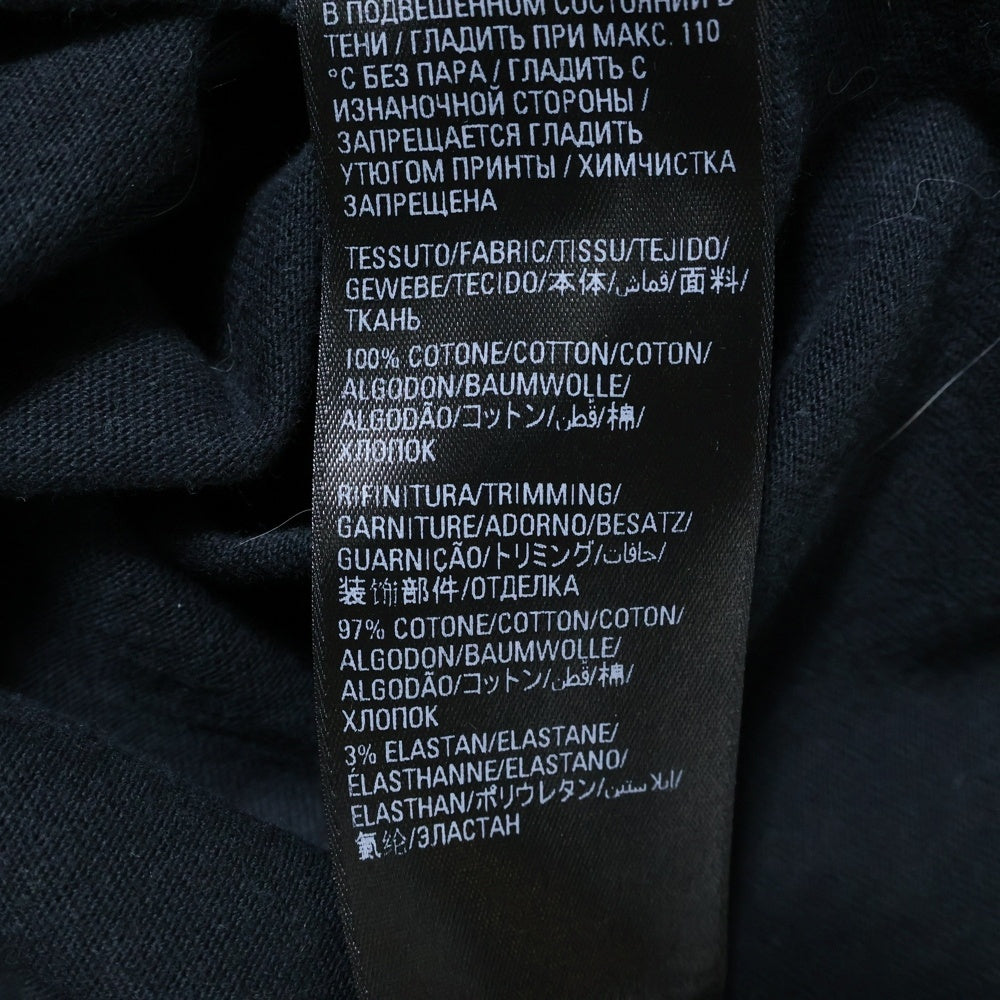 В ПОДВЕШЕННОМ СОСТОЯНИИ В
ТЕНИ / ГЛАДИТЬ ПРИ МАКС. 110
°С БЕЗ ПАРА / ГЛАДИТЬ С
ИЗНАНОЧНОЙ СТОРОНЫ /
ЗАПРЕЩАЕТСЯ ГЛАДИТЬ
УТЮГОМ ПРИНТЫ / ХИМЧИСТКА
ЗАПРЕЩЕНА
TESSUTO/FABRIC/TISSU/TEJIDO/
GEWEBE/TECIDO/本体/قماش/面料/
ТКАНЬ
100% COTONE/COTTON/COTON/
ALGODON/BAUMWOLLE/
ALGODÃO/コットン/قطن/棉/
ХЛОПОК
RIFINITURA/TRIMMING/
GARNITURE/ADORNO/BESATZ/
GUARNIÇÃO/トリミング/حافات/
装饰部件/ОТДЕЛКА
97% COTONE/COTTON/COTON/
ALGODON/BAUMWOLLE/
ALGODÃO/コットン/قطن/棉/
ХЛОПОК
3% ELASTAN/ELASTANE/
ÉLASTHANNE/ELASTANO/
ELASTHAN/ポリウレタン/ايلاستين/
氨纶/ЭЛАСТАН